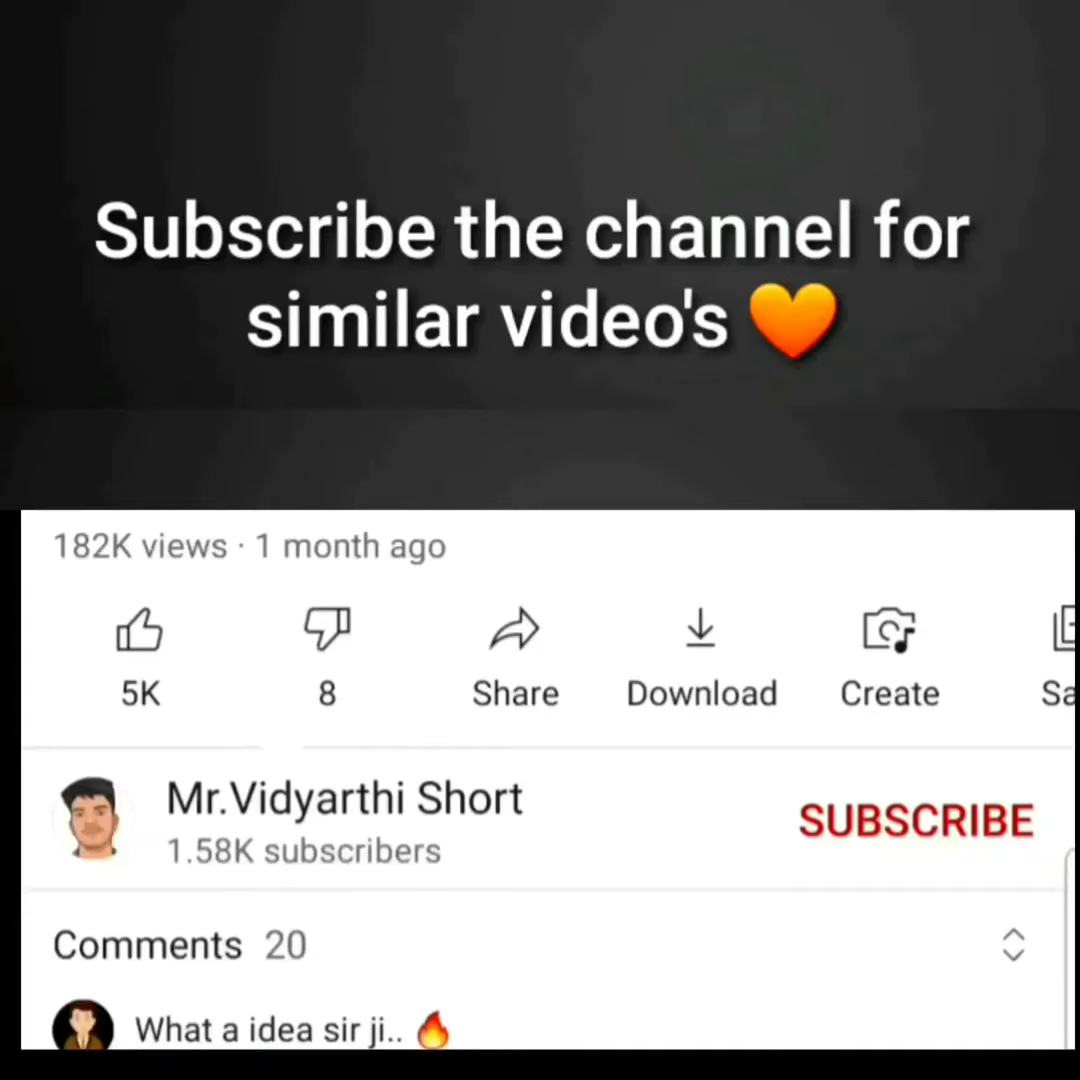 Subscribe the channel for
similar video's 🧡
182K views · 1 month ago
5K
8
Share
Download
Create
Sa
Mr.Vidyarthi Short
1.58K subscribers
SUBSCRIBE
Comments 20
What a idea sir ji.. 🔥